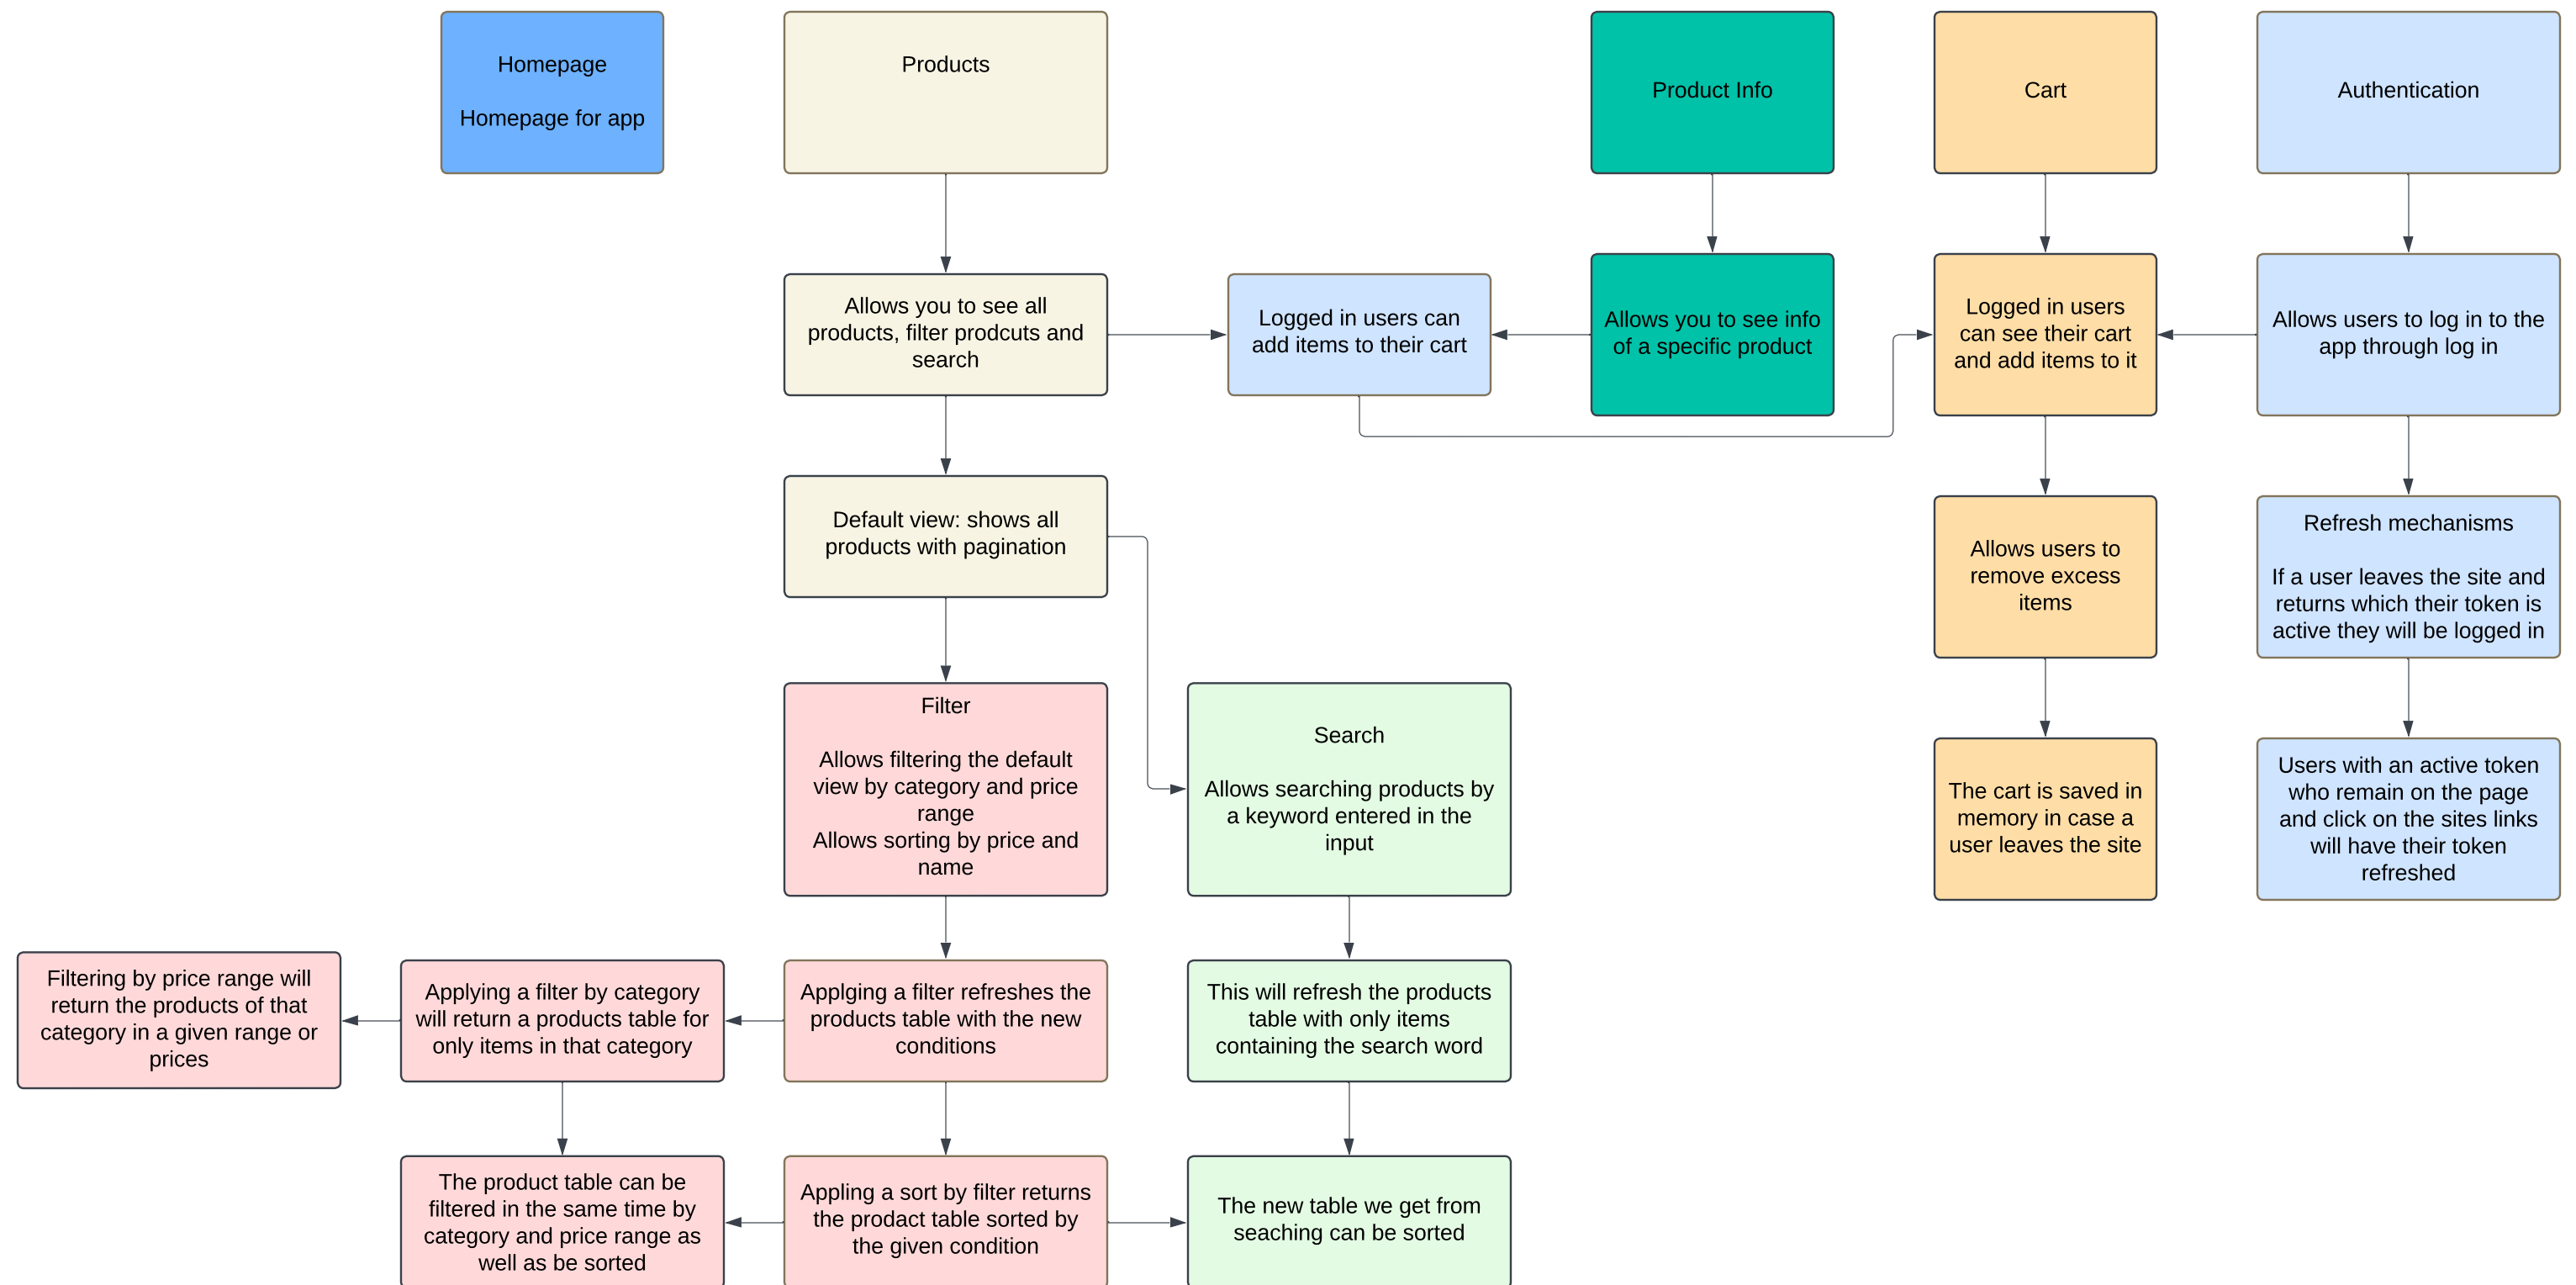 Homepage
Homepage for app
Products
Product Info
Cart
Authentication
Allows you to see all
products, filter prodcuts and
search
Logged in users can
add items to their cart
Allows you to see info
of a specific product
Logged in users
can see their cart
and add items to it
Allows users to log in to the
app through log in
Default view: shows all
products with pagination
Allows users to
remove excess
items
Refresh mechanisms
If a user leaves the site and
returns which their token is
active they will be logged in
Filter
Allows filtering the default
view by category and price
range
Allows sorting by price and
name
Search
Allows searching products by
a keyword entered in the
input
The cart is saved in
memory in case a
user leaves the site
Users with an active token
who remain on the page
and click on the sites links
will have their token
refreshed
Filtering by price range will
return the products of that
category in a given range or
prices
Applying a filter by category
will return a products table for
only items in that category
Applging a filter refreshes the
products table with the new
conditions
This will refresh the products
table with only items
containing the search word
The product table can be
filtered in the same time by
category and price range as
well as be sorted
Appling a sort by filter returns
the prodact table sorted by
the given condition
The new table we get from
seaching can be sorted